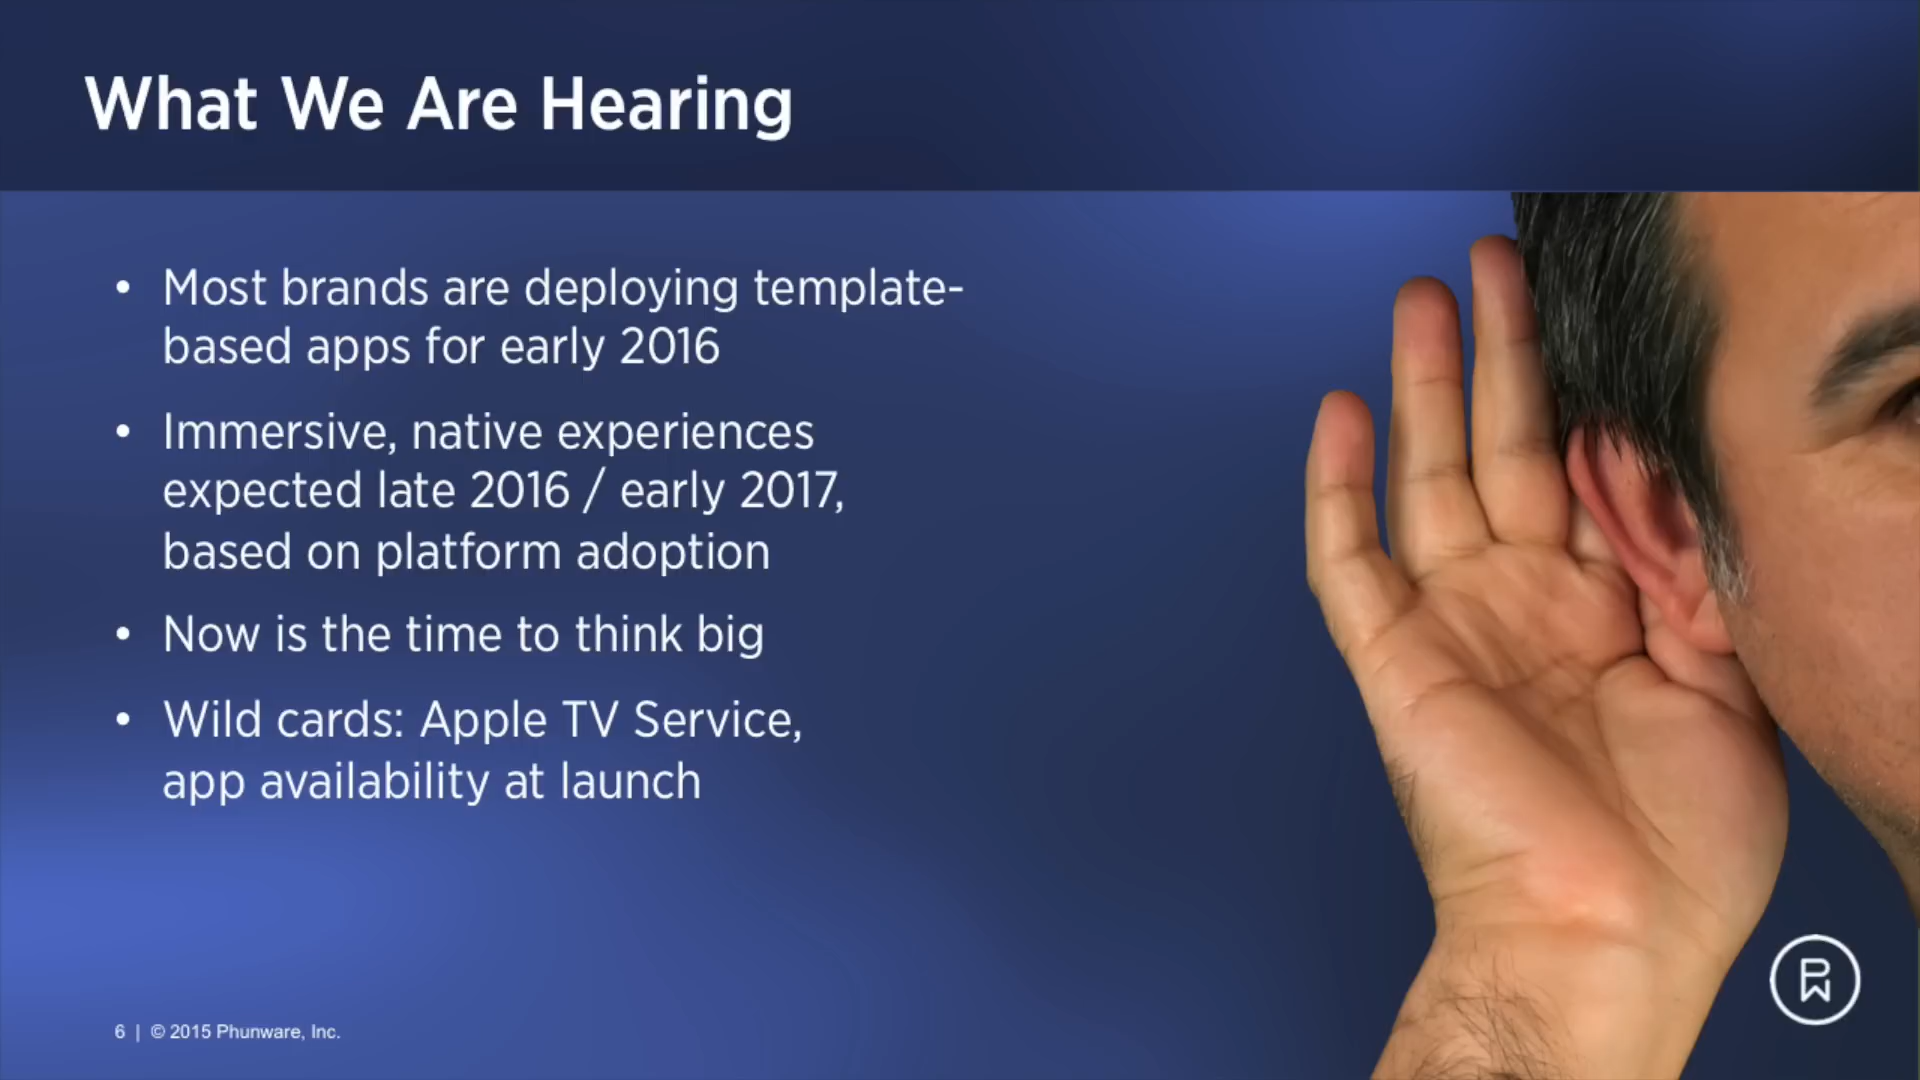 What We Are Hearing
• Most brands are deploying template-
based apps for early 2016
• Immersive, native experiences
expected late 2016 / early 2017,
based on platform adoption
• Now is the time to think big
• Wild cards: Apple TV Service,
app availability at launch
6 | © 2015 Phunware, Inc.
PW